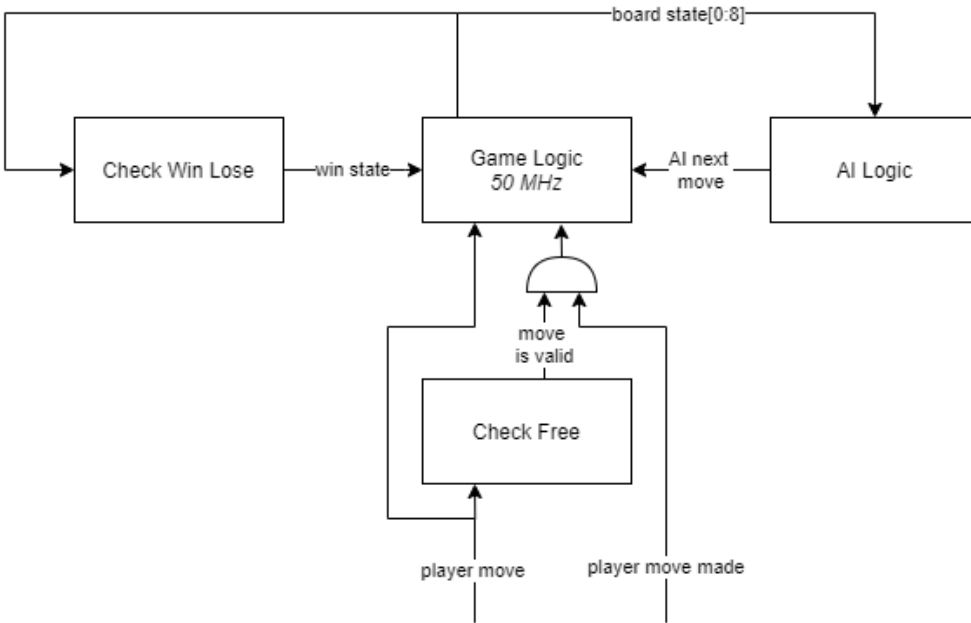 board state[0:8]
Check Win Lose
win state
Game Logic
50 MHz
AI next
move
AI Logic
move
is valid
Check Free
player move
player move made